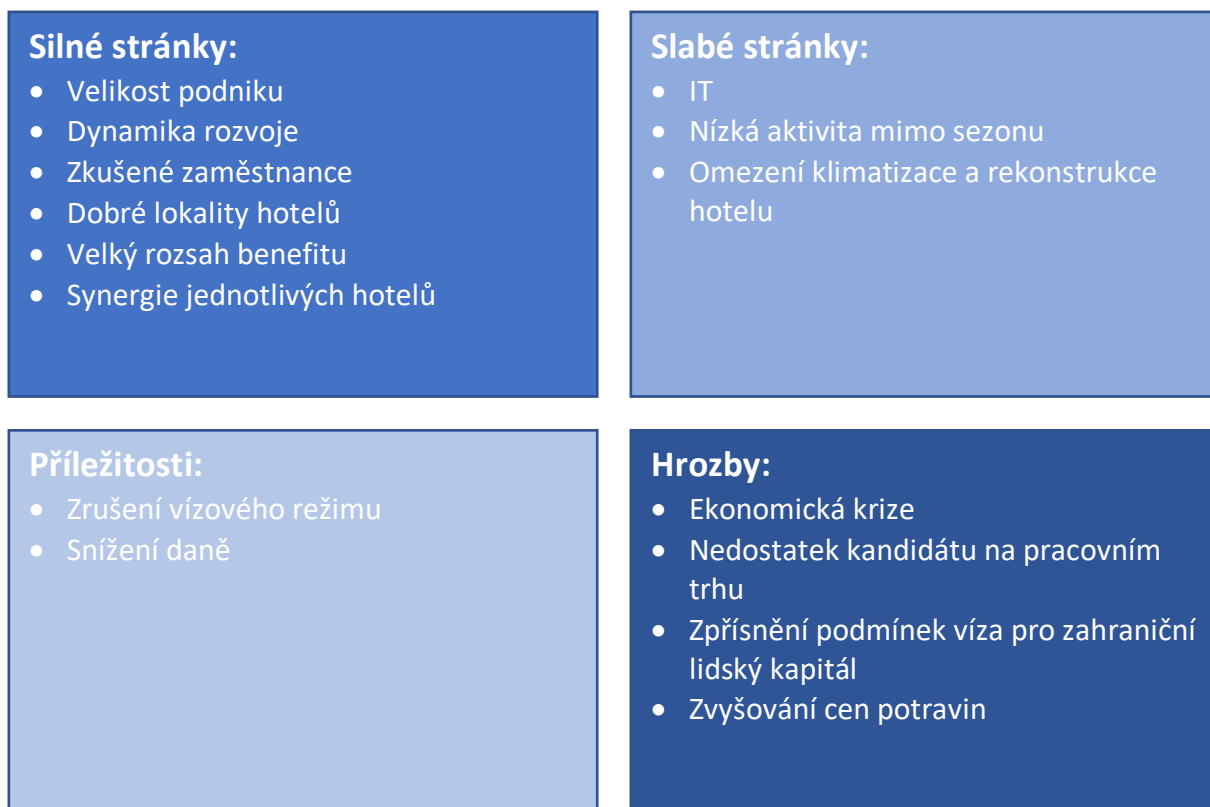 Silné stránky:
• Velikost podniku
• Dynamika rozvoje
• Zkušené zaměstnance
• Dobré lokality hotelů
• Velký rozsah benefitu
• Synergie jednotlivých hotelů
Slabé stránky:
• IT
• Nízká aktivita mimo sezonu
• Omezení klimatizace a rekonstrukce
hotelu
Příležitosti:
• Zrušení vízového režimu
• Snížení daně
Hrozby:
• Ekonomická krize
• Nedostatek kandidátu na pracovním
trhu
• Zpřísnění podmínek víza pro zahraniční
lidský kapitál
• Zvyšování cen potravin